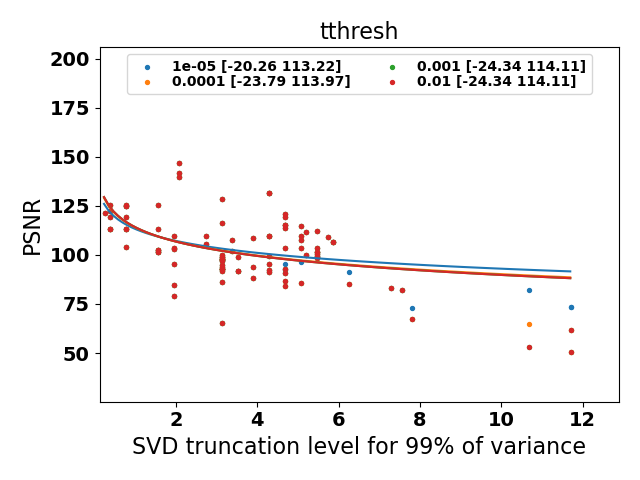 tthresh
1e-05 [-20.26 113.22]
0.0001 [-23.79 113.97]
0.001 [-24.34 114.11]
0.01 [-24.34 114.11]
200
175
150
125
100
75
50
PSNR
2 4 6 8 10 12
SVD truncation level for 99% of variance